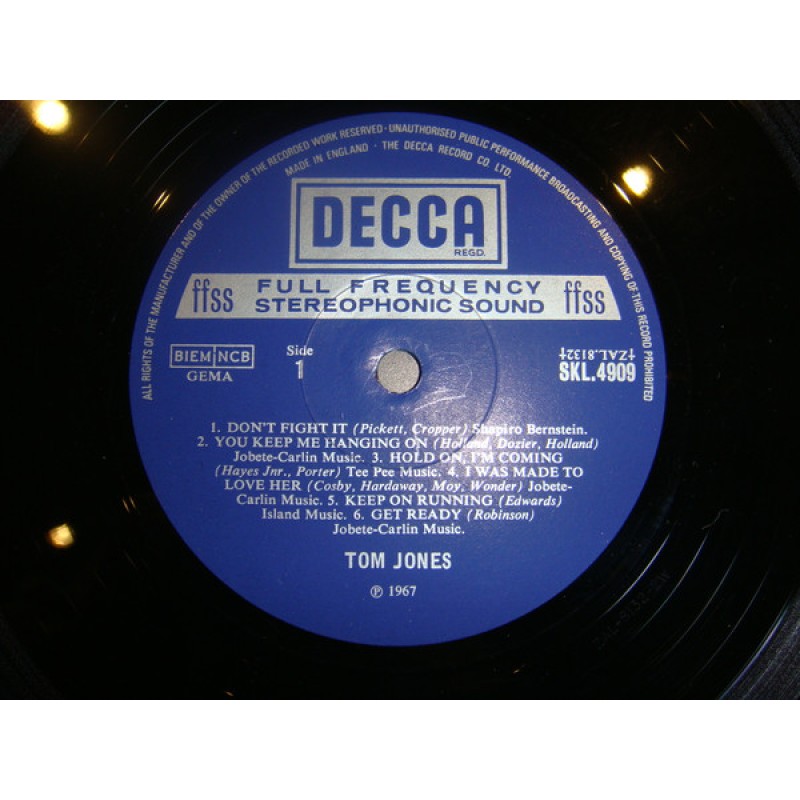 ALL RIGHTS OF THE MANUFACTURER AND OF THE OWNER OF THE RECORDED WORK RESERVED · UNAUTHORISED PUBLIC PERFORMANCE BROADCASTING AND COPYING OF THIS RECORD PROHIBITED
MADE IN ENGLAND · THE DECCA RECORD CO. LTD.
DECCA
REGD.
ffss FULL FREQUENCY ffss
STEREOPHONIC SOUND
BIEM NCB
GEMA
Side
1
‡ZAL.8132‡
SKL.4909
1. DON'T FIGHT IT (Pickett, Cropper) Shapiro Bernstein.
2. YOU KEEP ME HANGING ON (Holland, Dozier, Holland)
Jobete-Carlin Music. 3. HOLD ON, I'M COMING
(Hayes Jnr., Porter) Tee Pee Music. 4. I WAS MADE TO
LOVE HER (Cosby, Hardaway, Moy, Wonder) Jobete-
Carlin Music. 5. KEEP ON RUNNING (Edwards)
Island Music. 6. GET READY (Robinson)
Jobete-Carlin Music.
TOM JONES
℗ 1967